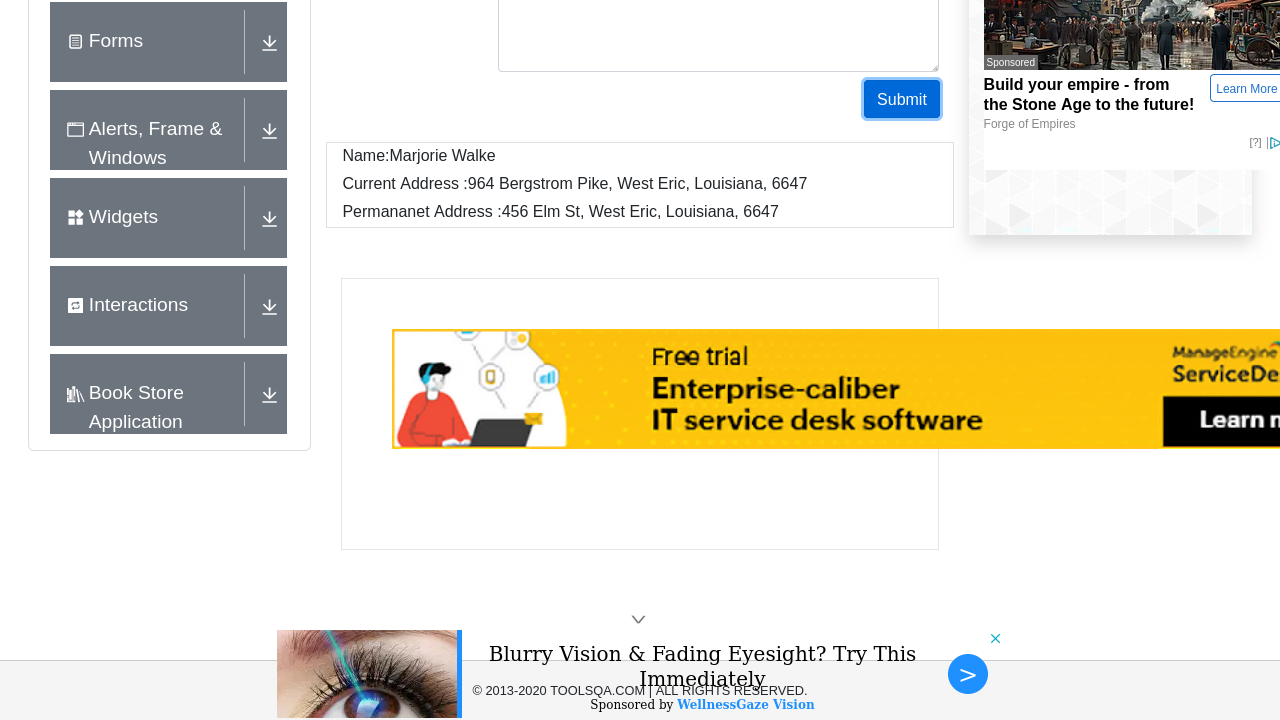 Forms
Alerts, Frame &
Windows
Widgets
Interactions
Book Store
Application
Submit
Name:Marjorie Walke
Current Address :964 Bergstrom Pike, West Eric, Louisiana, 6647
Permananet Address :456 Elm St, West Eric, Louisiana, 6647
Sponsored
Build your empire - from
the Stone Age to the future!
Learn More
Forge of Empires
[?]
Free trial
Enterprise-caliber
IT service desk software
ManageEngine
ServiceDe
Learn n
Blurry Vision & Fading Eyesight? Try This
Immediately
>
© 2013-2020 TOOLSQA.COM | ALL RIGHTS RESERVED.
Sponsored by WellnessGaze Vision